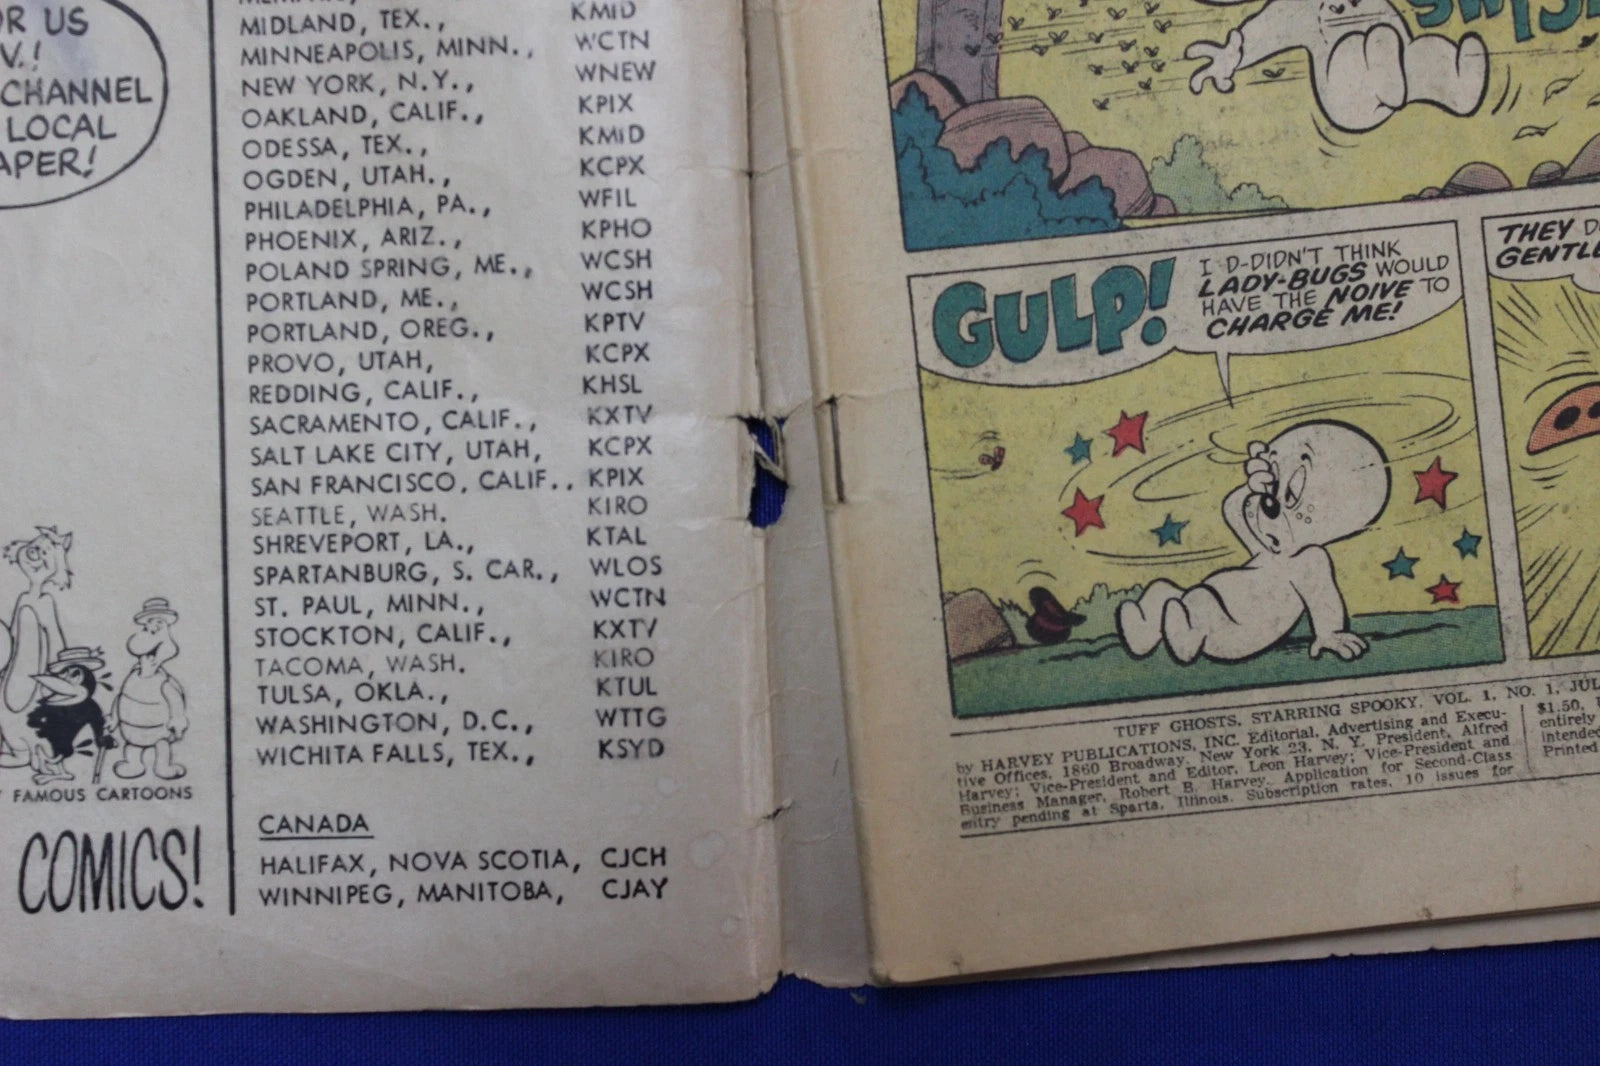 OR US
V.!
CHANNEL
LOCAL
APER!
MIDLAND, TEX., KMID
MINNEAPOLIS, MINN., WCTN
NEW YORK, N.Y., WNEW
OAKLAND, CALIF., KPIX
ODESSA, TEX., KMID
OGDEN, UTAH., KCPX
PHILADELPHIA, PA., WFIL
PHOENIX, ARIZ., KPHO
POLAND SPRING, ME., WCSH
PORTLAND, ME., WCSH
PORTLAND, OREG., KPTV
PROVO, UTAH, KCPX
REDDING, CALIF., KHSL
SACRAMENTO, CALIF., KXTV
SALT LAKE CITY, UTAH, KCPX
SAN FRANCISCO, CALIF.. KPIX
SEATTLE, WASH. KIRO
SHREVEPORT, LA., KTAL
SPARTANBURG, S. CAR., WLOS
ST. PAUL, MINN., WCTN
STOCKTON, CALIF., KXTV
TACOMA, WASH. KIRO
TULSA, OKLA., KTUL
WASHINGTON, D.C., WTTG
WICHITA FALLS, TEX., KSYD
CANADA
HALIFAX, NOVA SCOTIA, CJCH
WINNIPEG, MANITOBA, CJAY
FAMOUS CARTOONS
COMICS!
GULP!
I D-DIDN'T THINK
LADY-BUGS WOULD
HAVE THE NOIVE TO
CHARGE ME!
THEY D
GENTLE
TUFF GHOSTS, STARRING SPOOKY, VOL. 1, NO. 1, JUL
by HARVEY PUBLICATIONS, INC. Editorial, Advertising and Execu-
tive Offices, 1860 Broadway, New York 23, N. Y. President, Alfred
Harvey; Vice-President and Editor, Leon Harvey; Vice-President and
Business Manager, Robert B. Harvey. Application for Second-Class
entry pending at Sparta, Illinois. Subscription rates, 10 issues for
$1.50.
entirely
intended
Printed